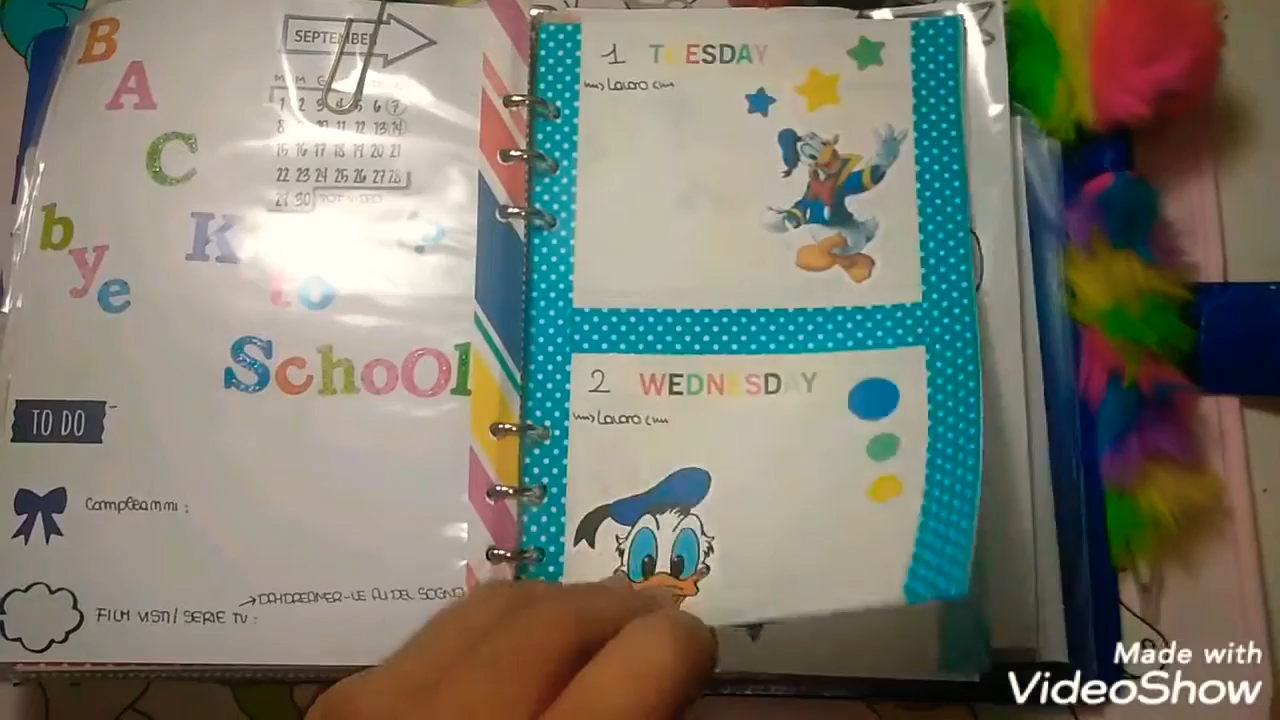 BACK to School
bye
SEPTEMBER
1 2 3 4 5 6 7
8 10 11 12 13 14
15 16 17 18 19 20 21
22 23 24 25 26 27 28
29 30
TO DO
Compleanni:
FILM VISTI/ SERIE TV:
1 TUESDAY
Lavoro
2 WEDNESDAY
Lavoro
Made with
VideoShow